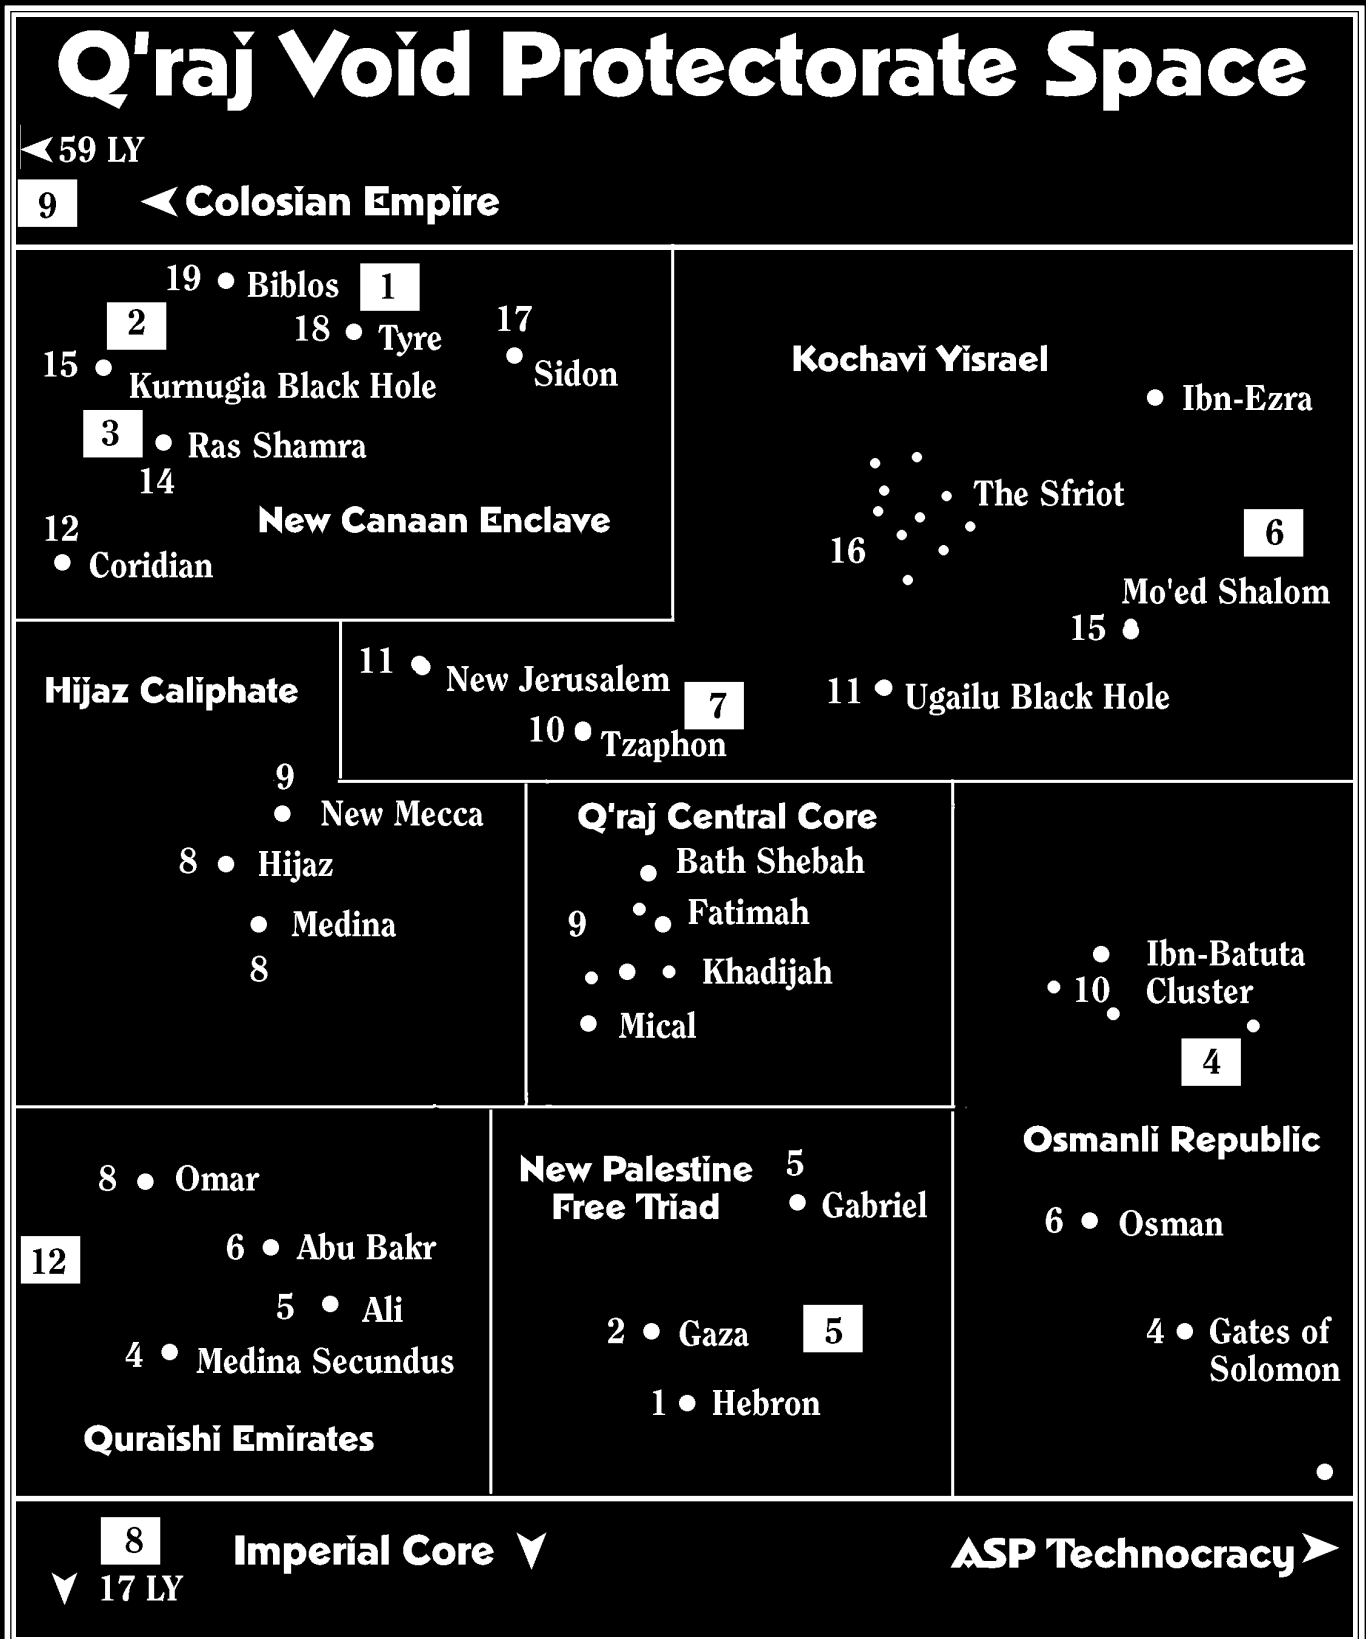 Q'raj Void Protectorate Space
59 LY
9
Colosian Empire
19 Biblos
1
2
18 Tyre
17
Sidon
15
Kurnugia Black Hole
3
Ras Shamra
14
New Canaan Enclave
12
Coridian
Kochavi Yisrael
Ibn-Ezra
The Sfriot
16
6
Mo'ed Shalom
15
11 New Jerusalem
7
10 Tzaphon
11 Ugailu Black Hole
Hijaz Caliphate
9
New Mecca
8 Hijaz
Medina
8
Q'raj Central Core
Bath Shebah
Fatimah
9
Khadijah
Mical
Ibn-Batuta
10 Cluster
4
Osmanli Republic
6 Osman
4 Gates of
Solomon
8 Omar
6 Abu Bakr
12
5 Ali
4 Medina Secundus
Quraishi Emirates
New Palestine
Free Triad
5
Gabriel
2 Gaza
5
1 Hebron
8
Imperial Core
17 LY
ASP Technocracy